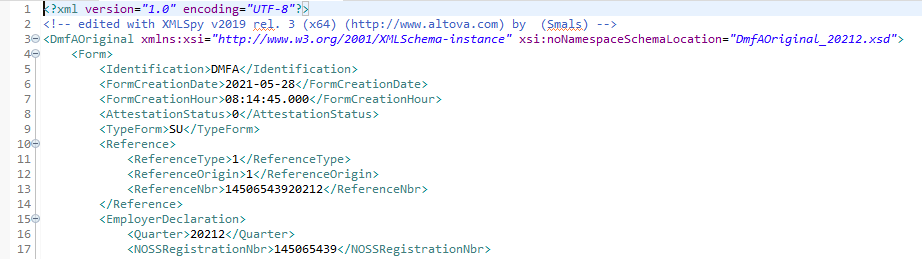 1 <?xml version="1.0" encoding="UTF-8"?>
2 <!-- edited with XMLSpy v2019 rel. 3 (x64) (http://www.altova.com) by  (Smals) -->
3 <DmfAOriginal xmlns:xsi="http://www.w3.org/2001/XMLSchema-instance" xsi:noNamespaceSchemaLocation="DmfAOriginal_20212.xsd">
4 <Form>
5 <Identification>DMFA</Identification>
6 <FormCreationDate>2021-05-28</FormCreationDate>
7 <FormCreationHour>08:14:45.000</FormCreationHour>
8 <AttestationStatus>0</AttestationStatus>
9 <TypeForm>SU</TypeForm>
10 <Reference>
11 <ReferenceType>1</ReferenceType>
12 <ReferenceOrigin>1</ReferenceOrigin>
13 <ReferenceNbr>14506543920212</ReferenceNbr>
14 </Reference>
15 <EmployerDeclaration>
16 <Quarter>20212</Quarter>
17 <NOSSRegistrationNbr>145065439</NOSSRegistrationNbr>